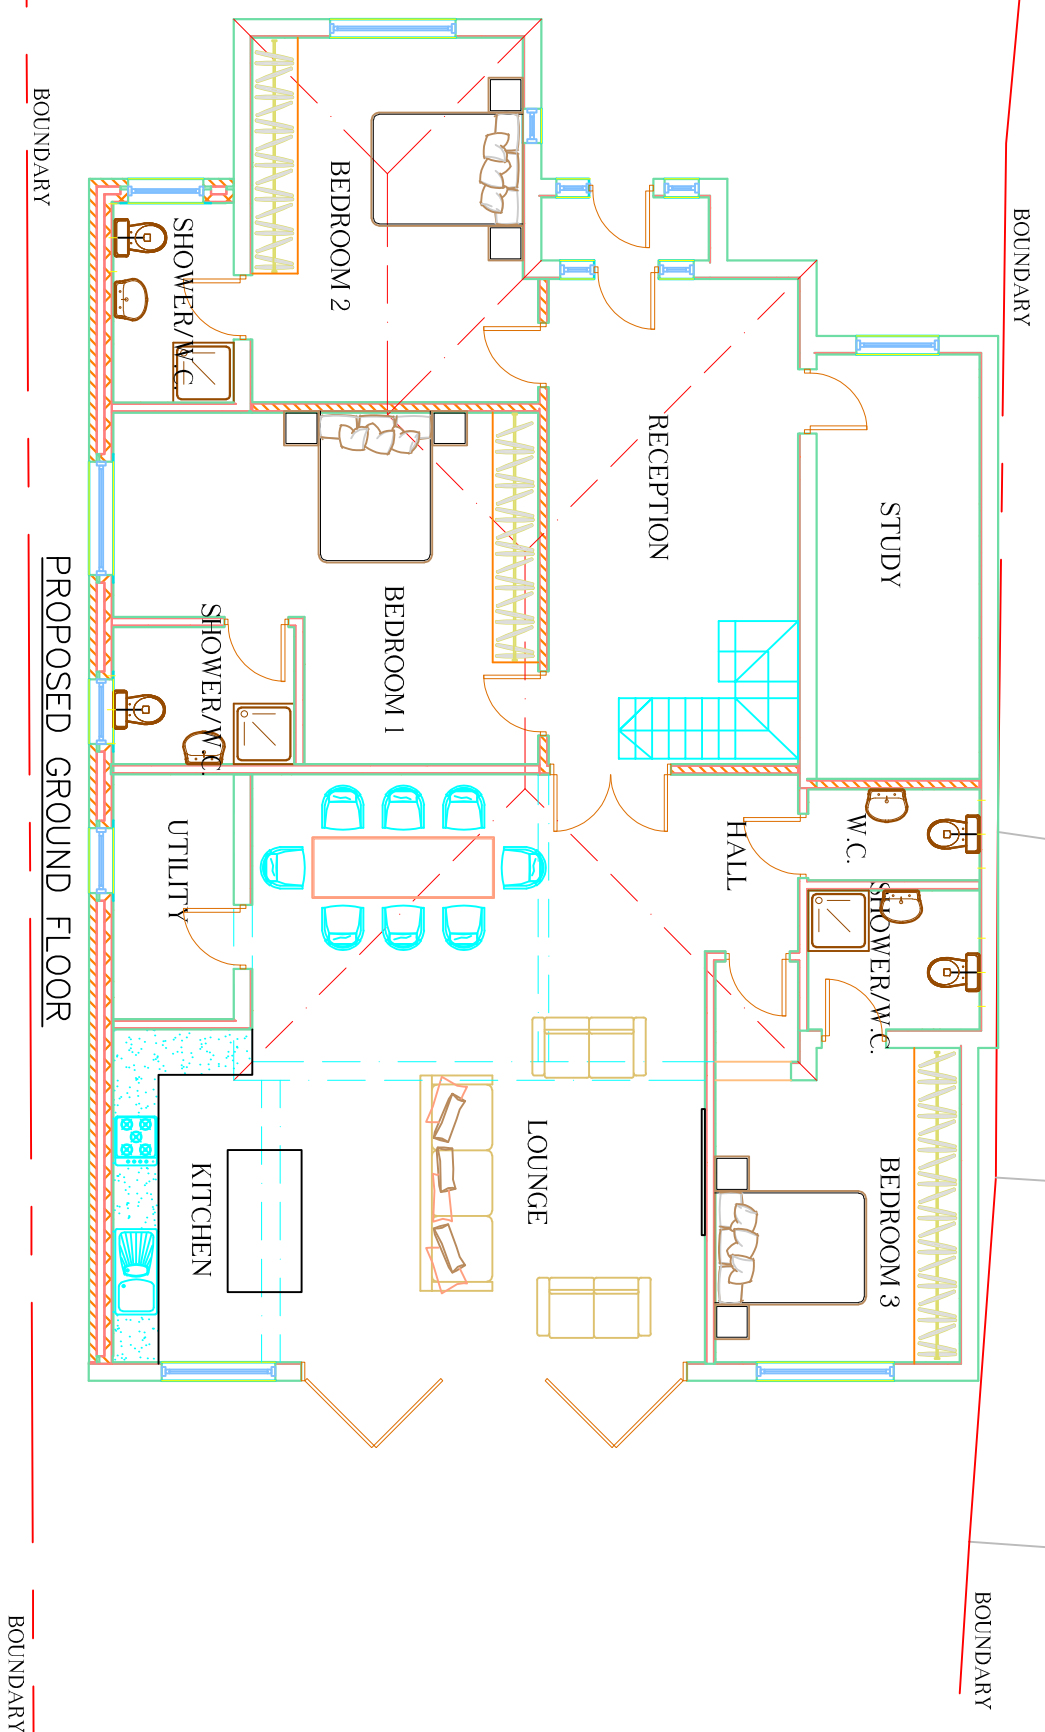 BOUNDARY
BOUNDARY
STUDY
W.C.
SHOWER/W.C.
BEDROOM 3
RECEPTION
HALL
LOUNGE
BEDROOM 2
BEDROOM 1
SHOWER/W.C.
SHOWER/W.C.
UTILITY
KITCHEN
PROPOSED GROUND FLOOR
BOUNDARY
BOUNDARY